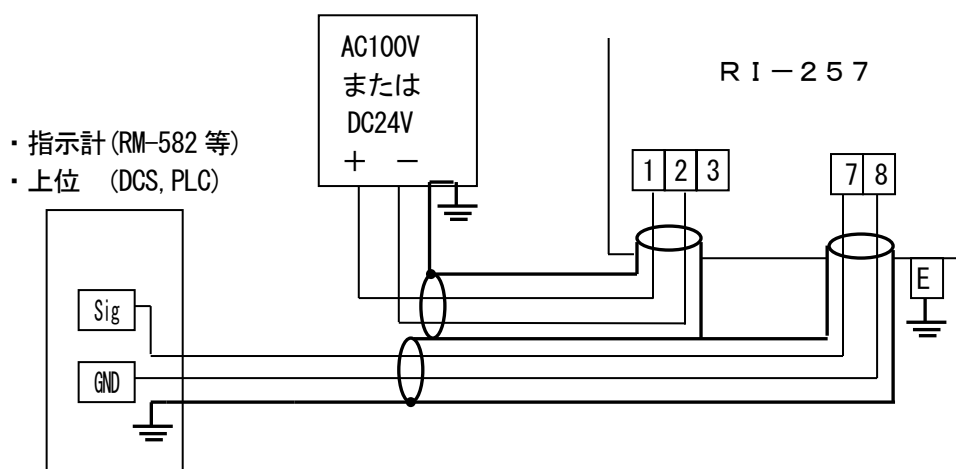 AC100V
または
DC24V
+ −
RI−257
・指示計(RM-582 等)
・上位 (DCS, PLC)
1 2 3
7 8
E
Sig
GND